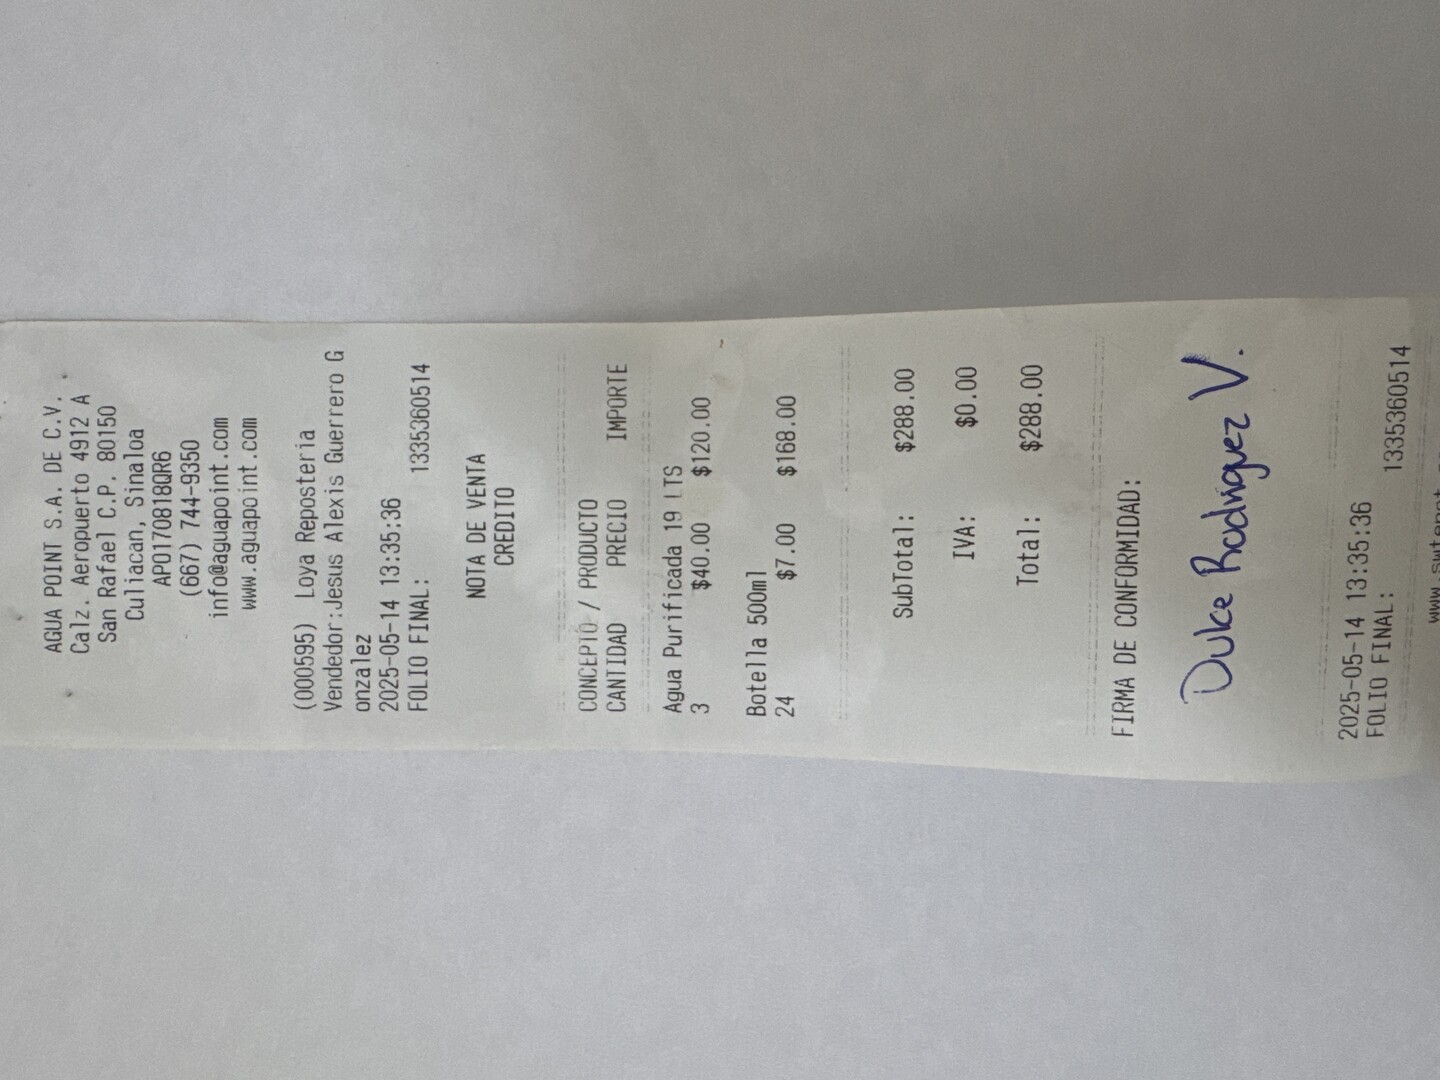 AGUA POINT S.A. DE C.V.
Calz. Aeropuerto 4912 A
San Rafael C.P. 80150
Culiacan, Sinaloa
APO170818QR6
(667) 744-9350
info@aguapoint.com
www.aguapoint.com
(000595) Loya Reposteria
Vendedor:Jesus Alexis Guerrero G
onzalez
2025-05-14 13:35:36
FOLIO FINAL: 1335360514
NOTA DE VENTA
CREDITO
CONCEPTO / PRODUCTO
CANTIDAD PRECIO IMPORTE
Agua Purificada 19 LTS
3 $40.00 $120.00
Botella 500ml
24 $7.00 $168.00
SubTotal: $288.00
IVA: $0.00
Total: $288.00
FIRMA DE CONFORMIDAD:
Dulce Rodriguez V.
2025-05-14 13:35:36
FOLIO FINAL: 1335360514